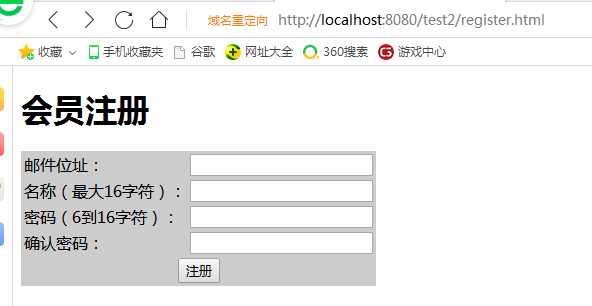 域名重定向 http://localhost:8080/test2/register.html
收藏 手机收藏夹 谷歌 网址大全 360搜索 游戏中心
会员注册
邮件位址：
名称（最大16字符）：
密码（6到16字符）：
确认密码：
注册